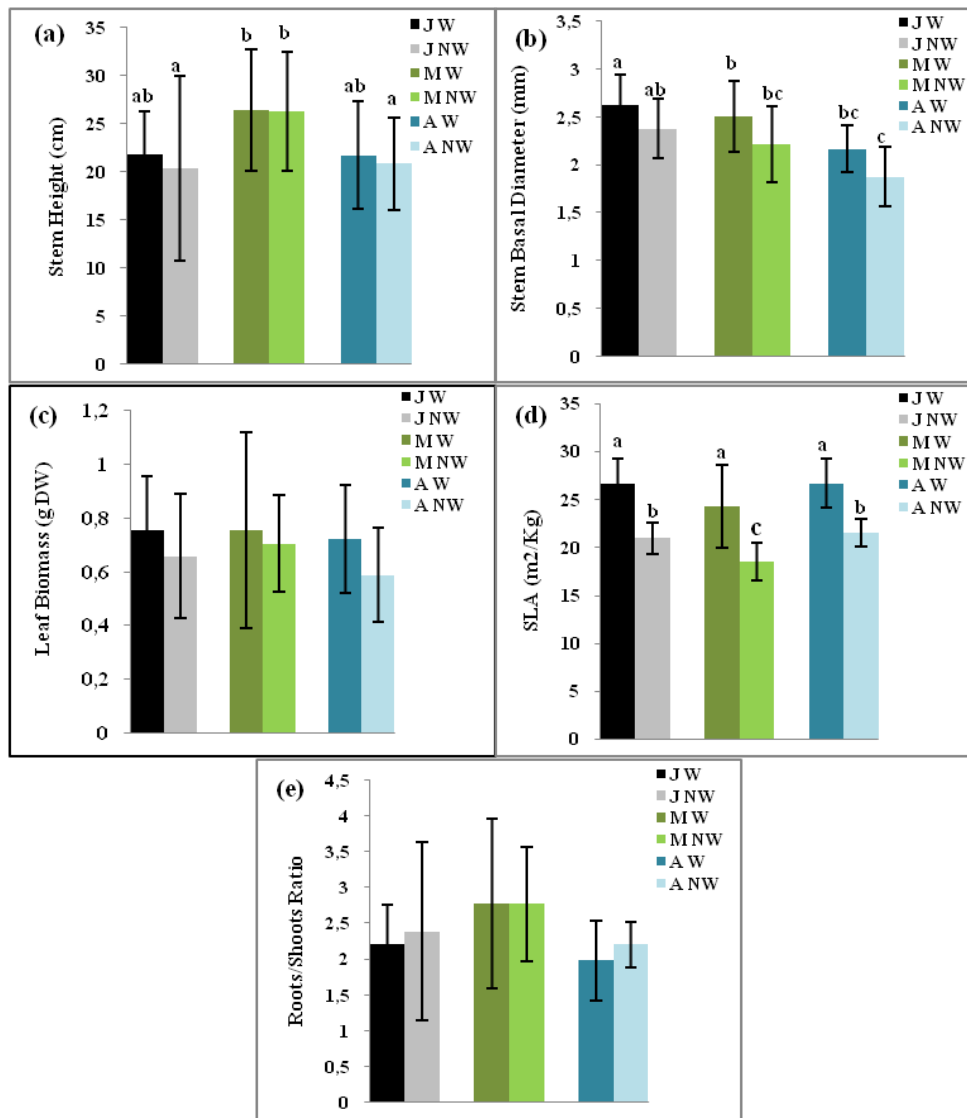 (a)
Stem Height (cm)
35
30
25
20
15
10
5
0
ab
a
b
b
ab
a
J W
J NW
M W
M NW
A W
A NW
(b)
Stem Basal Diameter (mm)
3,5
3
2,5
2
1,5
1
0,5
0
a
ab
b
bc
bc
c
J W
J NW
M W
M NW
A W
A NW
(c)
Leaf Biomass (g DW)
1,2
1
0,8
0,6
0,4
0,2
0
J W
J NW
M W
M NW
A W
A NW
(d)
SLA (m2/Kg)
35
30
25
20
15
10
5
0
a
b
a
c
a
b
J W
J NW
M W
M NW
A W
A NW
(e)
Roots/Shoots Ratio
4,5
4
3,5
3
2,5
2
1,5
1
0,5
0
J W
J NW
M W
M NW
A W
A NW